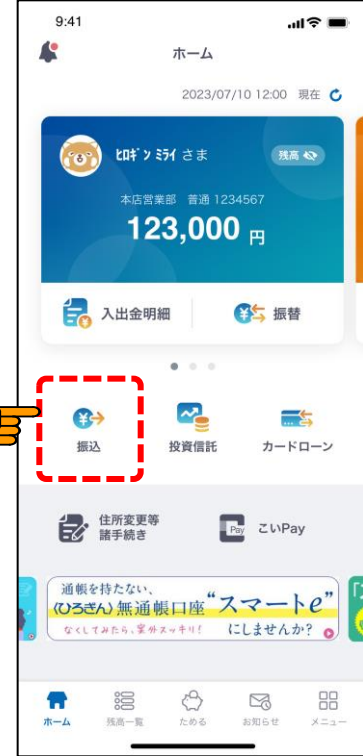 9:41
ホーム
2023/07/10 12:00 現在
ﾋﾛｷﾞﾝ ﾐﾗｲ さま
残高
本店営業部 普通 1234567
123,000 円
入出金明細
振替
振込
投資信託
カードローン
住所変更等
諸手続き
Pay
こいPay
通帳を持たない、
〈ひろぎん〉無通帳口座“スマートe”
なくしてみたら、案外スッキリ!
にしませんか?
ホーム
残高一覧
ためる
お知らせ
メニュー